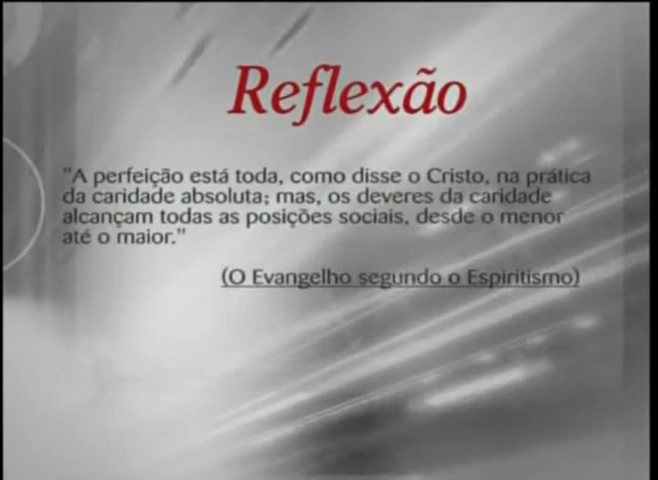 Reflexão
"A perfeição está toda, como disse o Cristo, na prática
da caridade absoluta; mas, os deveres da caridade
alcançam todas as posições sociais, desde o menor
até o maior."
(O Evangelho segundo o Espiritismo)